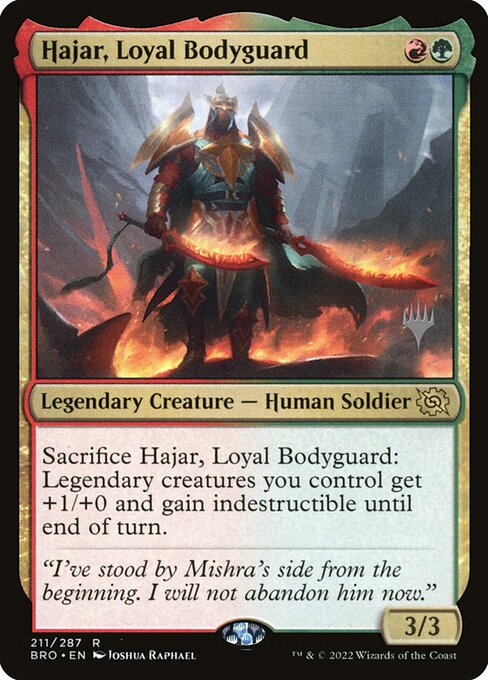 Hajar, Loyal Bodyguard
Legendary Creature — Human Soldier
Sacrifice Hajar, Loyal Bodyguard:
Legendary creatures you control get
+1/+0 and gain indestructible until
end of turn.
“I’ve stood by Mishra’s side from the
beginning. I will not abandon him now.”
3/3
211/287 R
BRO • EN Joshua Raphael
™ & © 2022 Wizards of the Coast